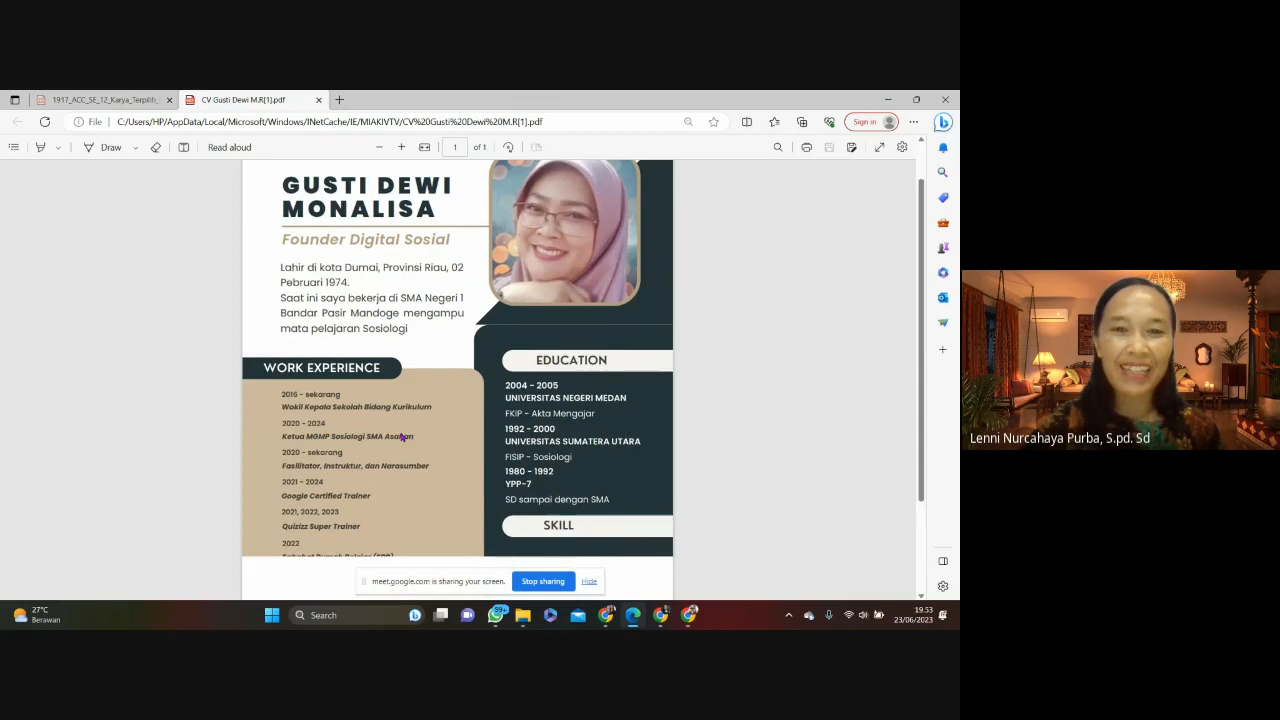 1917_ACC_SE_12_Karya_Terpilih_
CV Gusti Dewi M.R[1].pdf
File
C:/Users/HP/AppData/Local/Microsoft/Windows/INetCache/IE/MIAKIVTV/CV%20Gusti%20Dewi%20M.R[1].pdf
Sign in
Draw
Read aloud
1
of 1
GUSTI DEWI
MONALISA
Founder Digital Sosial
Lahir di kota Dumai, Provinsi Riau, 02
Pebruari 1974.
Saat ini saya bekerja di SMA Negeri 1
Bandar Pasir Mandoge mengampu
mata pelajaran Sosiologi
WORK EXPERIENCE
2016 - sekarang
Wakil Kepala Sekolah Bidang Kurikulum
2020 - 2024
Ketua MGMP Sosiologi SMA Asahan
2020 - sekarang
Fasilitator, Instruktur, dan Narasumber
2021 - 2024
Google Certified Trainer
2021, 2022, 2023
Quizizz Super Trainer
2022
EDUCATION
2004 - 2005
UNIVERSITAS NEGERI MEDAN
FKIP - Akta Mengajar
1992 - 2000
UNIVERSITAS SUMATERA UTARA
FISIP - Sosiologi
1980 - 1992
YPP-7
SD sampai dengan SMA
SKILL
meet.google.com is sharing your screen.
Stop sharing
Hide
27°C
Berawan
Search
99+
19.53
23/06/2023
Lenni Nurcahaya Purba, S.pd. Sd